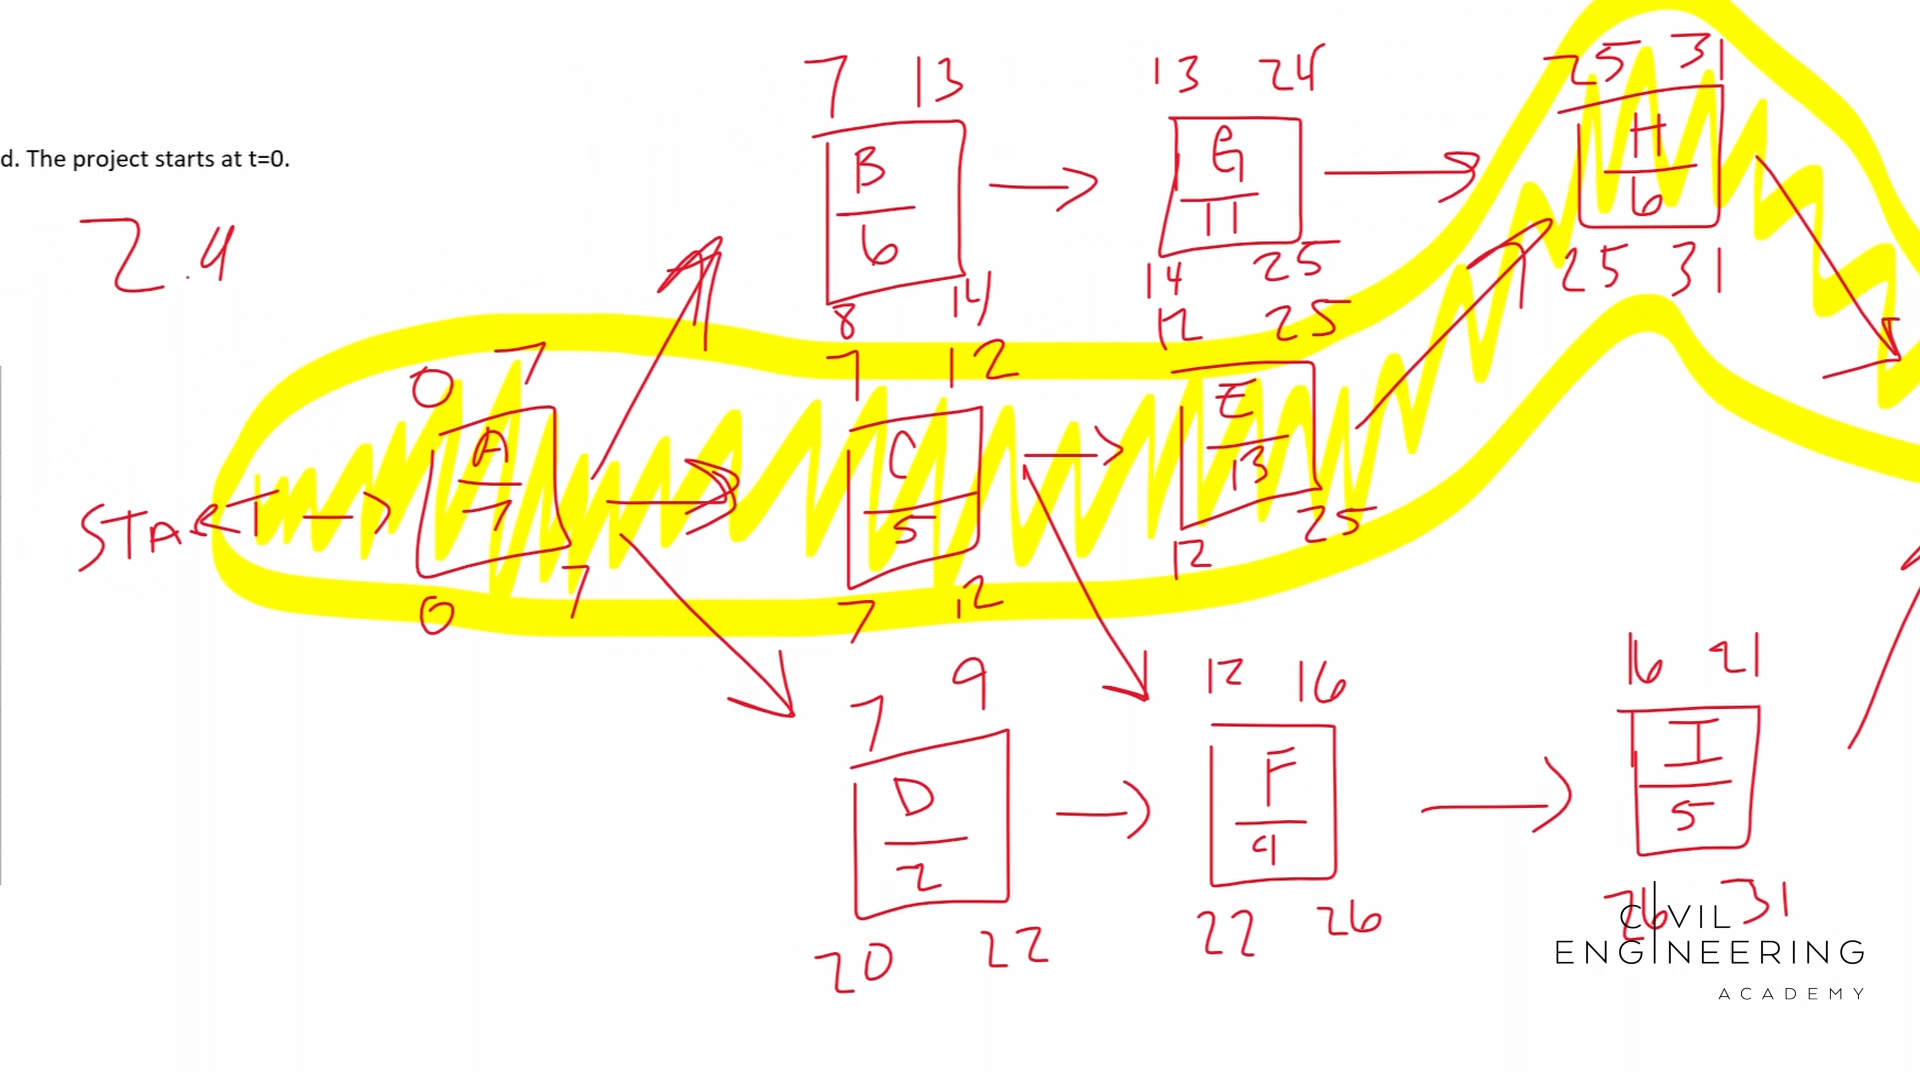 7 13
13 24
25 31
B
6
G
11
H
6
d. The project starts at t=0.
2.4
8 14
14 25
25 31
0 7
7 12
12 25
A
7
C
5
E
13
START
0 7
7 12
12 25
7 9
12 16
16 21
D
2
F
4
I
5
20 22
22 26
26 31
CIVIL
ENGINEERING
ACADEMY